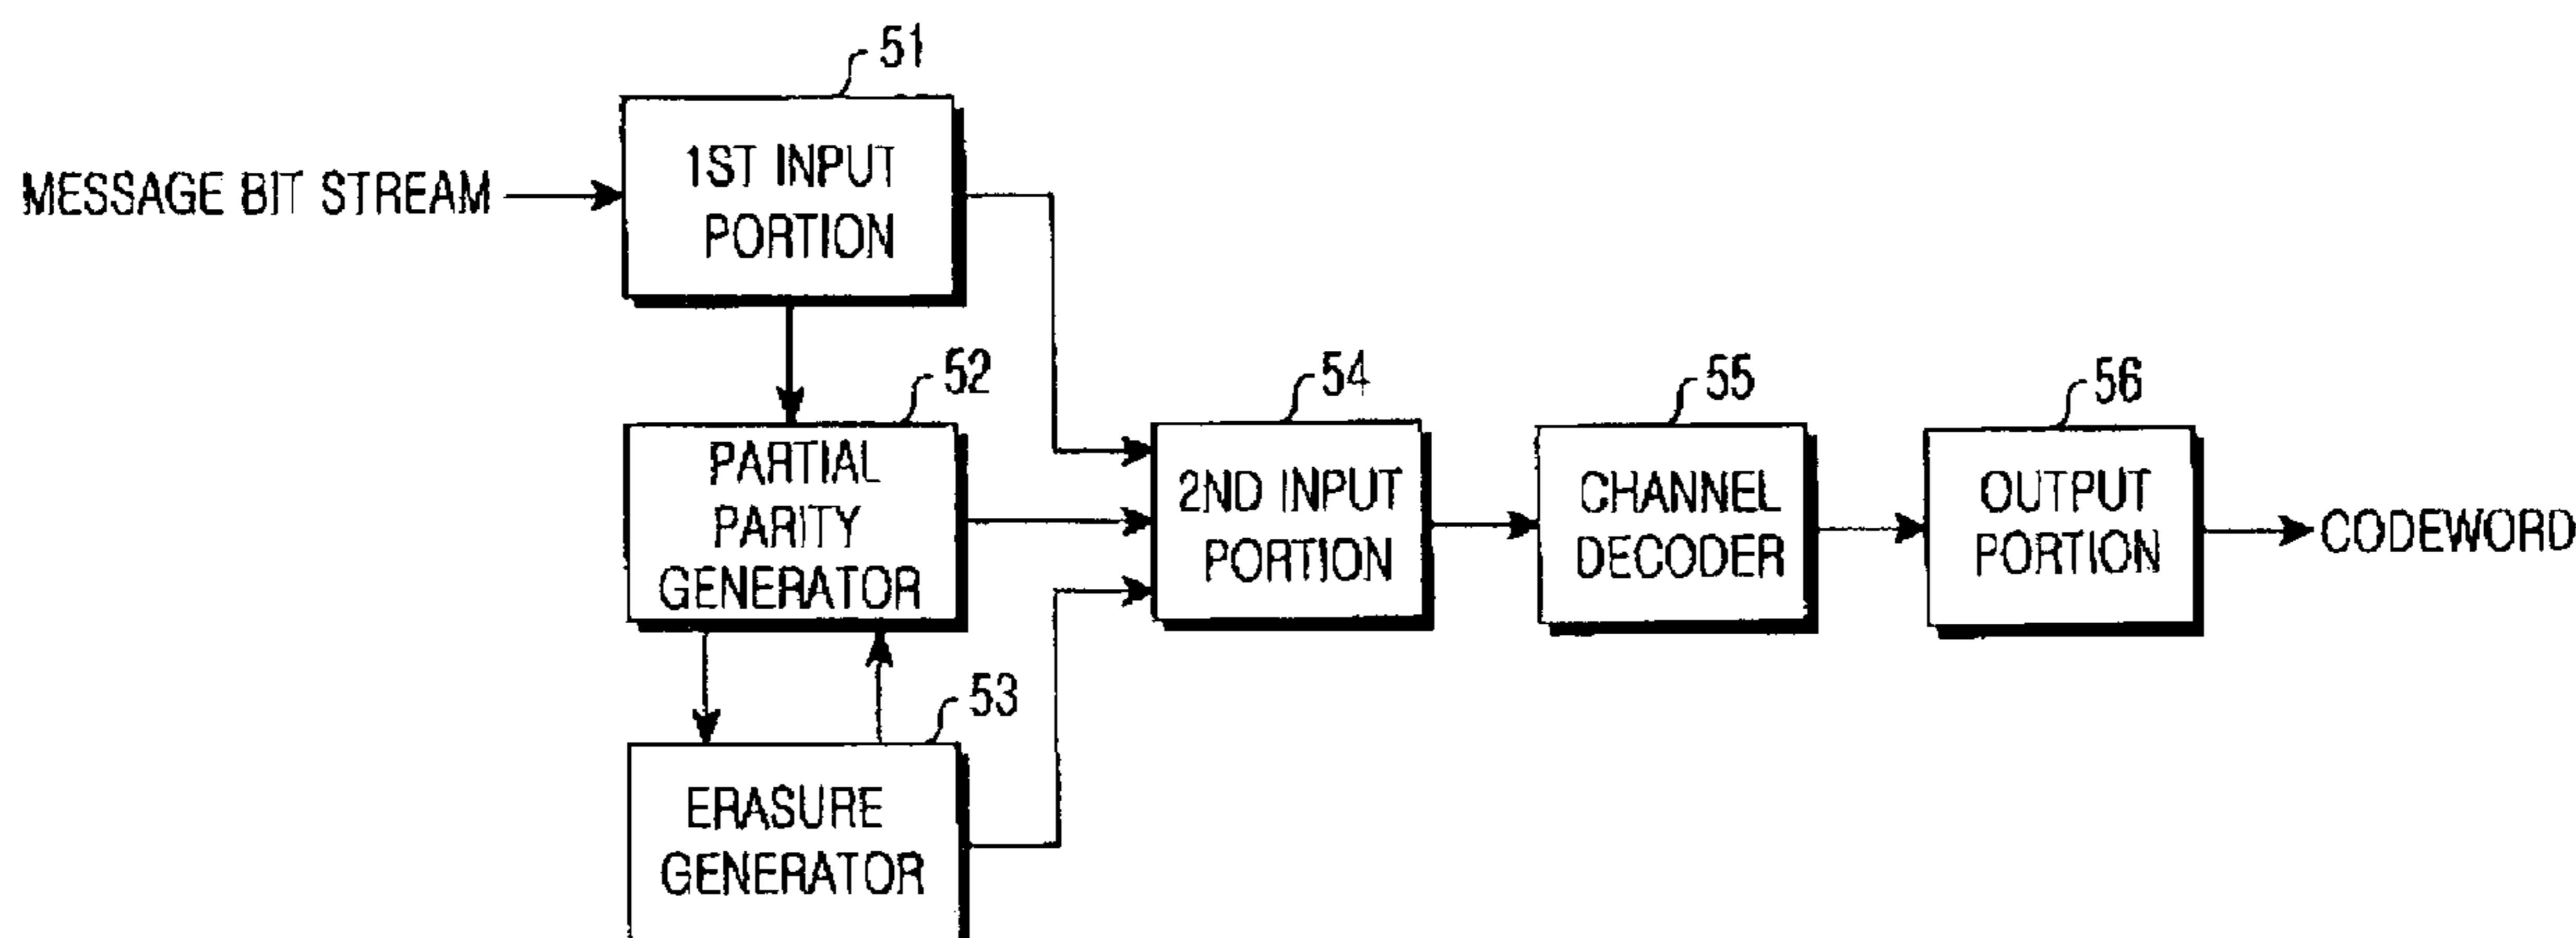 51
MESSAGE BIT STREAM
1ST INPUT
PORTION
52
PARTIAL
PARITY
GENERATOR
53
ERASURE
GENERATOR
54
2ND INPUT
PORTION
55
CHANNEL
DECODER
56
OUTPUT
PORTION
CODEWORD